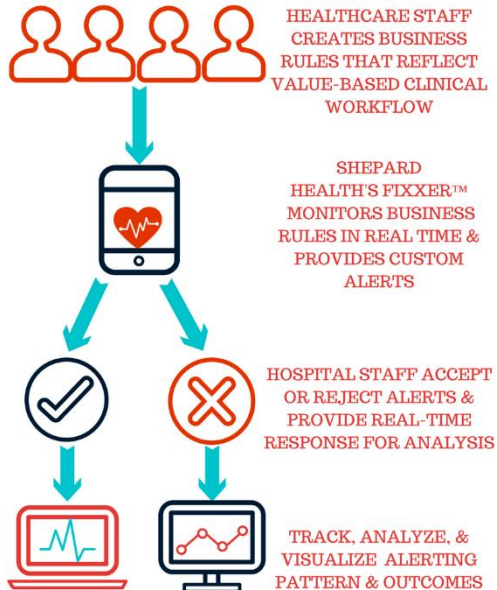 HEALTHCARE STAFF
CREATES BUSINESS
RULES THAT REFLECT
VALUE-BASED CLINICAL
WORKFLOW
SHEPARD
HEALTH'S FIXXER™
MONITORS BUSINESS
RULES IN REAL TIME &
PROVIDES CUSTOM
ALERTS
HOSPITAL STAFF ACCEPT
OR REJECT ALERTS &
PROVIDE REAL-TIME
RESPONSE FOR ANALYSIS
TRACK, ANALYZE, &
VISUALIZE ALERTING
PATTERN & OUTCOMES